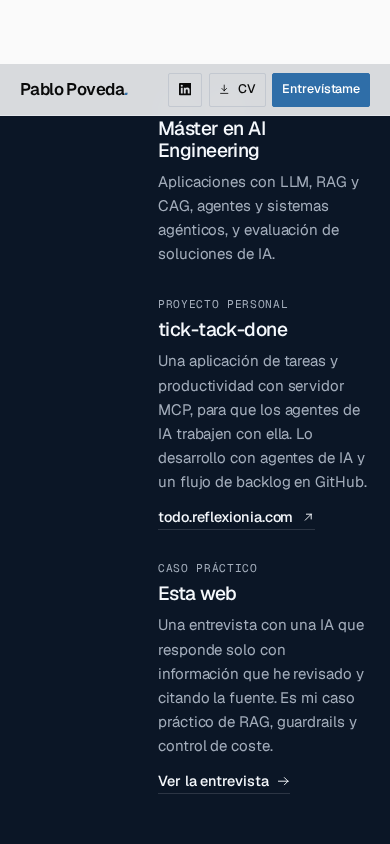 Pablo Poveda.
CV
Entrevístame
Máster en AI
Engineering
Aplicaciones con LLM, RAG y
CAG, agentes y sistemas
agénticos, y evaluación de
soluciones de IA.
PROYECTO PERSONAL
tick-tack-done
Una aplicación de tareas y
productividad con servidor
MCP, para que los agentes de
IA trabajen con ella. Lo
desarrollo con agentes de IA y
un flujo de backlog en GitHub.
todo.reflexionia.com ↗
CASO PRÁCTICO
Esta web
Una entrevista con una IA que
responde solo con
información que he revisado y
citando la fuente. Es mi caso
práctico de RAG, guardrails y
control de coste.
Ver la entrevista →